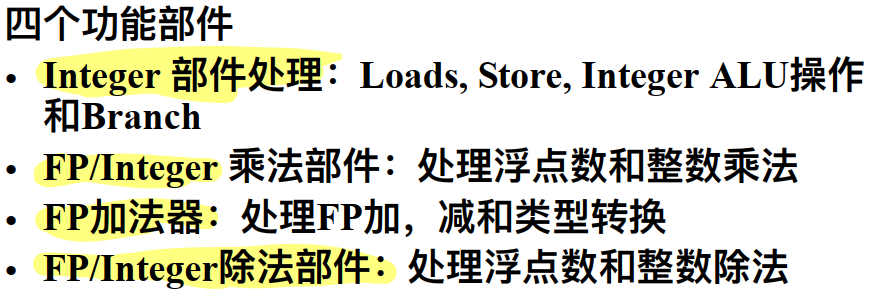 四个功能部件
• Integer 部件处理：Loads, Store, Integer ALU操作
和Branch
• FP/Integer 乘法部件：处理浮点数和整数乘法
• FP加法器：处理FP加，减和类型转换
• FP/Integer除法部件：处理浮点数和整数除法